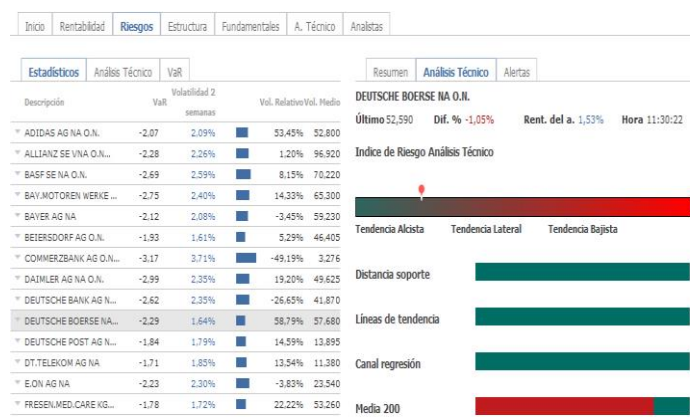 Inicio Rentabilidad Riesgos Estructura Fundamentales A. Técnico Analistas
Estadísticos Análisis Técnico VaR
Descripción VaR Volatilidad 2 semanas Vol. Relativo Vol. Medio
ADIDAS AG NA O.N. -2,07 2,09% 53,45% 52,800
ALLIANZ SE VNA O.N... -2,28 2,26% 1,20% 96,920
BASF SE NA O.N. -2,69 2,59% 8,15% 70,220
BAY.MOTOREN WERKE ... -2,75 2,40% 14,33% 65,300
BAYER AG NA -2,12 2,08% -3,45% 59,230
BEIERSDORF AG O.N. -1,93 1,61% 5,29% 46,405
COMMERZBANK AG O.N... -3,17 3,71% -49,19% 3,276
DAIMLER AG NA O.N. -2,99 2,35% 19,20% 49,625
DEUTSCHE BANK AG N... -2,62 2,35% -26,65% 41,870
DEUTSCHE BOERSE NA... -2,29 1,64% 58,79% 57,680
DEUTSCHE POST AG N... -1,84 1,79% 14,59% 13,895
DT.TELEKOM AG NA -1,71 1,85% 13,54% 11,380
E.ON AG NA -2,23 2,30% -3,83% 23,540
FRESEN.MED.CARE KG... -1,78 1,72% 22,22% 53,260
Resumen Análisis Técnico Alertas
DEUTSCHE BOERSE NA O.N.
Último 52,590 Dif. % -1,05% Rent. del a. 1,53% Hora 11:30:22
Indice de Riesgo Análisis Técnico
Tendencia Alcista Tendencia Lateral Tendencia Bajista
Distancia soporte
Líneas de tendencia
Canal regresión
Media 200